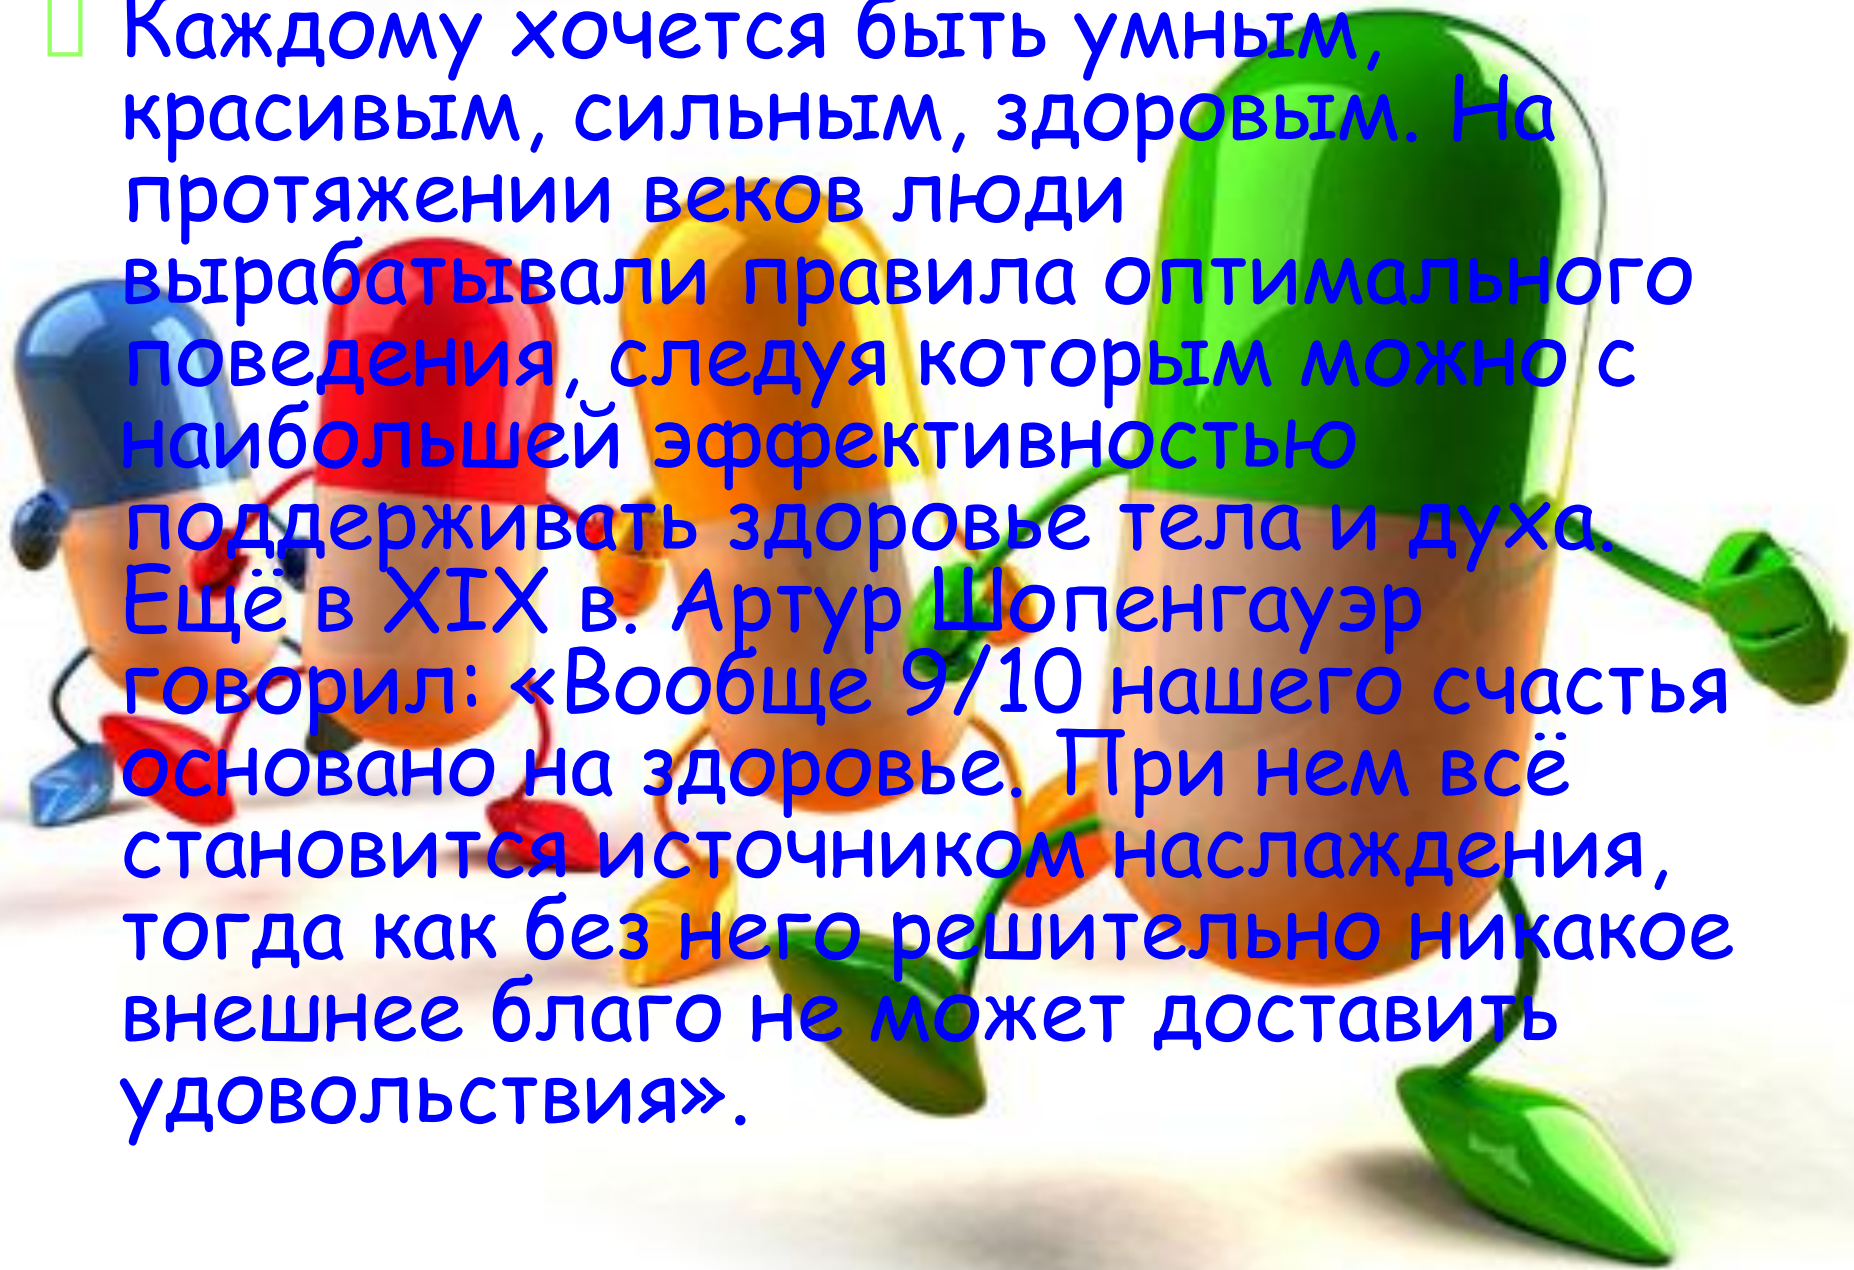 Каждому хочется быть умным,
красивым, сильным, здоровым. На
протяжении веков люди
вырабатывали правила оптимального
поведения, следуя которым можно с
наибольшей эффективностью
поддерживать здоровье тела и духа.
Ещё в XIX в. Артур Шопенгауэр
говорил: «Вообще 9/10 нашего счастья
основано на здоровье. При нем всё
становится источником наслаждения,
тогда как без него решительно никакое
внешнее благо не может доставить
удовольствия».